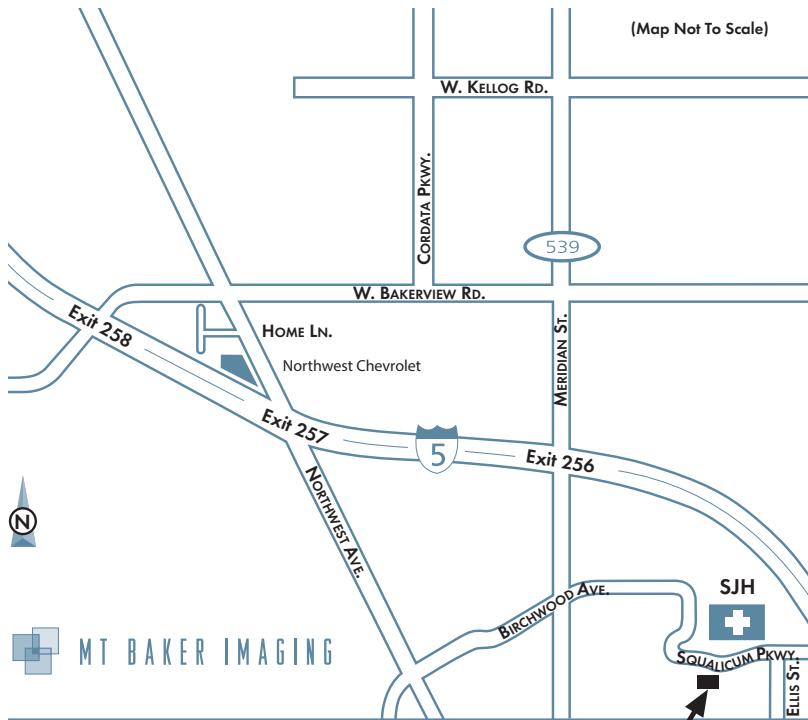 (Map Not To Scale)
W. KELLOG RD.
CORDATA PKWY.
539
W. BAKERVIEW RD.
Exit 258
HOME LN.
MERIDIAN ST.
Northwest Chevrolet
Exit 257
5
Exit 256
NORTHWEST AVE.
N
BIRCHWOOD AVE.
SJH
MT BAKER IMAGING
SQUALICUM PKWY.
ELLIS ST.